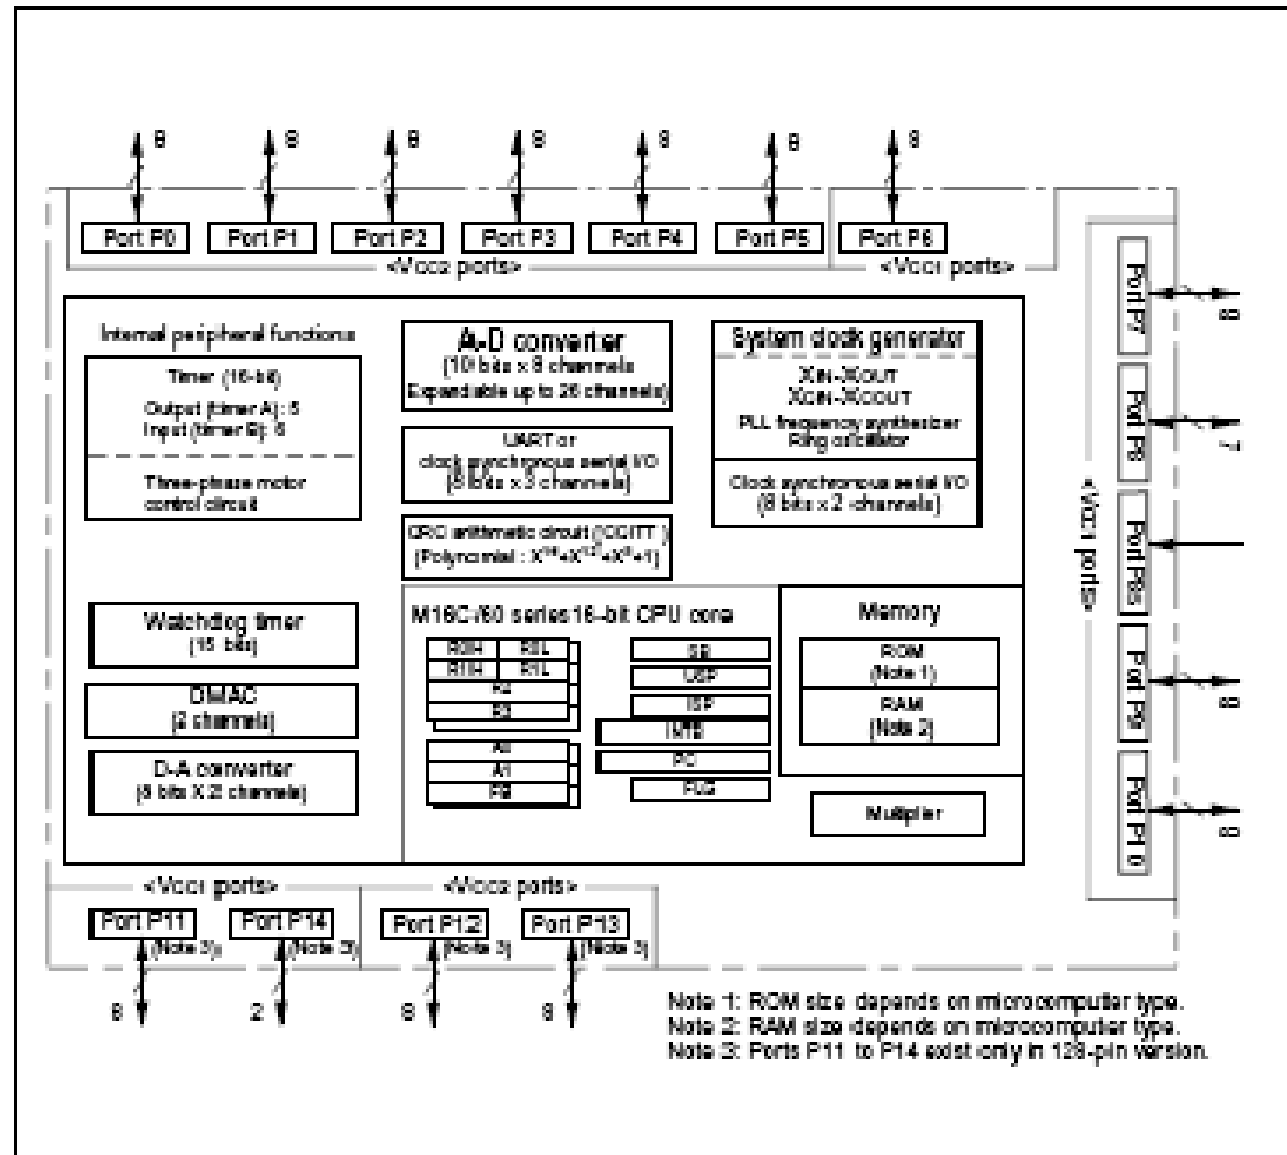 8 8 8 8 8 8 8
Port P0 Port P1 Port P2 Port P3 Port P4 Port P5 Port P6
<VCC2 ports> <VCC1 ports>
Internal peripheral functions
Timer (16-bit)
Output (timer A): 5
Input (timer B): 6
Three-phase motor
control circuit
Watchdog timer
(15 bits)
DMAC
(2 channels)
D-A converter
(8 bits X 2 channels)
A-D converter
(10 bits x 8 channels
Expandable up to 26 channels)
UART or
clock synchronous serial I/O
(8 bits x 3 channels)
CRC arithmetic circuit (CCITT )
(Polynomial : X16+X12+X5+1)
System clock generator
XIN-XOUT
XCIN-XCOUT
PLL frequency synthesizer
Ring oscillator
Clock synchronous serial I/O
(8 bits x 2 channels)
M16C/60 series16-bit CPU core
R0H R0L
R1H R1L
R2
R3
A0
A1
FB
SB
USP
ISP
INTB
PC
FLG
Memory
ROM
(Note 1)
RAM
(Note 2)
Multiplier
<VCC1 ports>
Port P7
8
Port P8
7
Port P85
Port P9
8
Port P10
8
<VCC1 ports> <VCC2 ports>
Port P11 Port P14 Port P12 Port P13
(Note 3) (Note 3) (Note 3) (Note 3)
8 2 8 8
Note 1: ROM size depends on microcomputer type.
Note 2: RAM size depends on microcomputer type.
Note 3: Ports P11 to P14 exist only in 128-pin version.